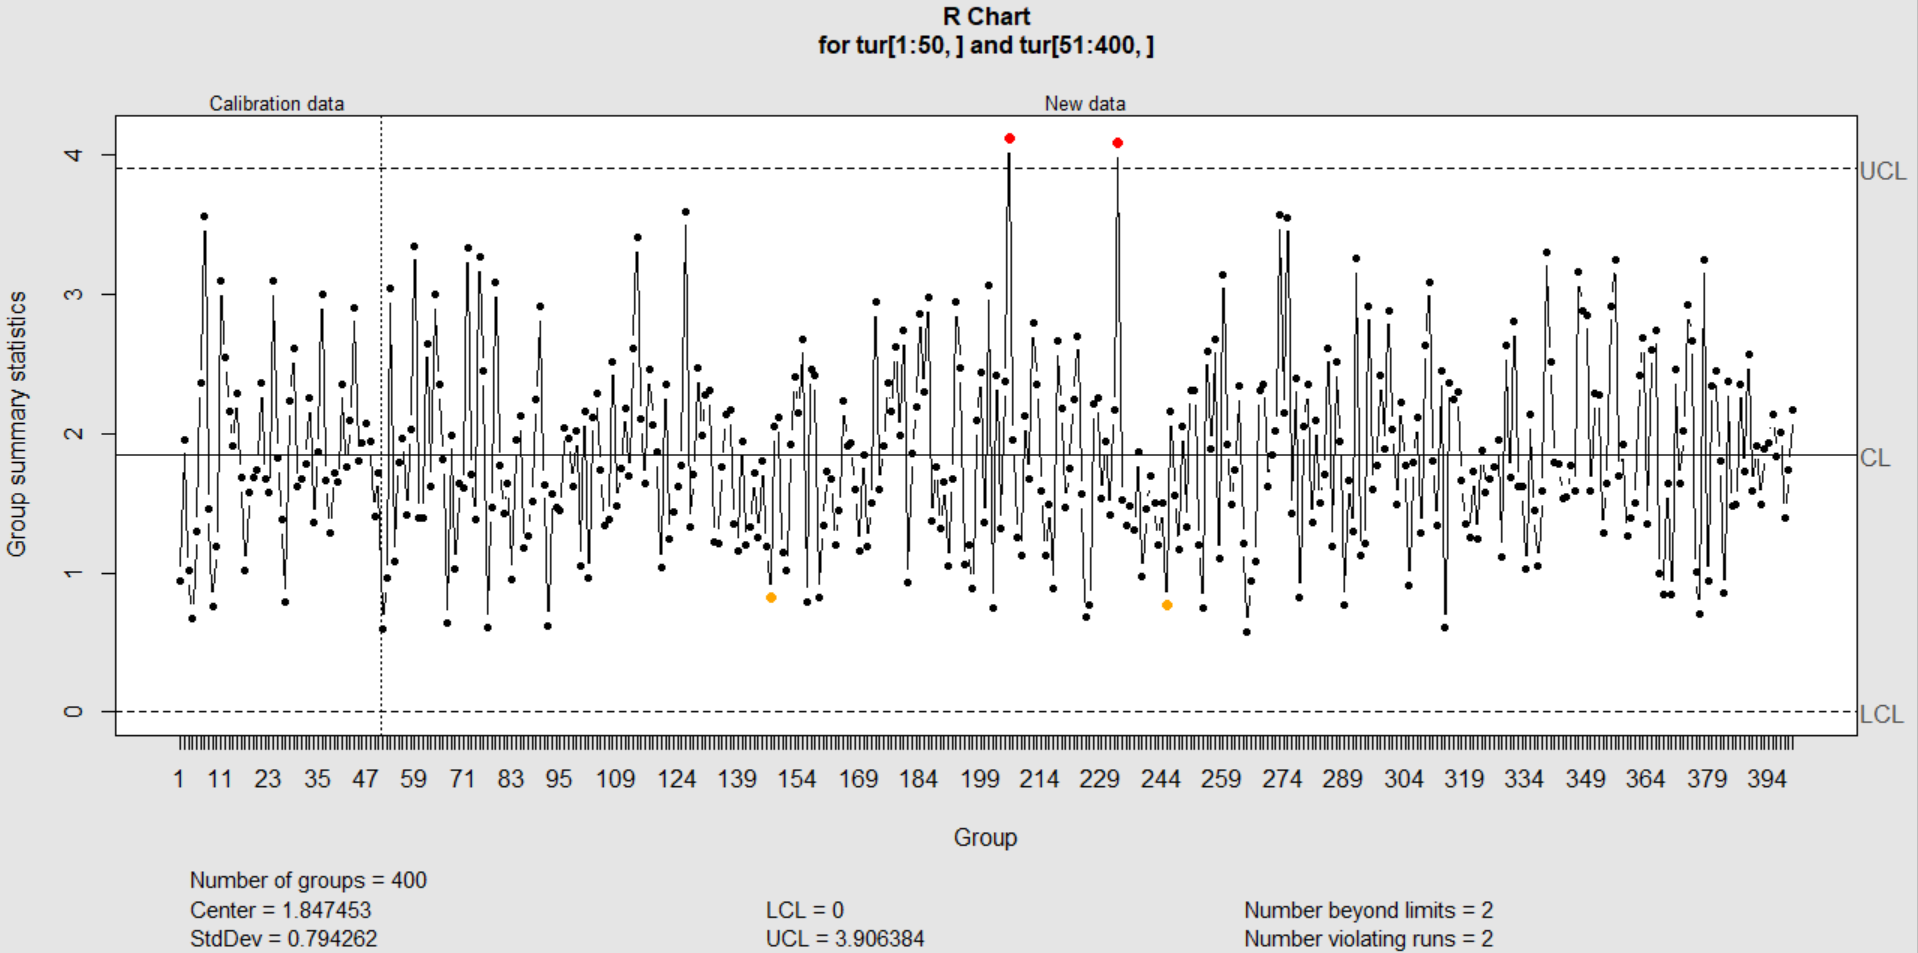 R Chart
for tur[1:50, ] and tur[51:400, ]
Calibration data
New data
Group summary statistics
4
3
2
1
0
UCL
CL
LCL
1 11 23 35 47 59 71 83 95 109 124 139 154 169 184 199 214 229 244 259 274 289 304 319 334 349 364 379 394
Group
Number of groups = 400
Center = 1.847453
LCL = 0
Number beyond limits = 2
StdDev = 0.794262
UCL = 3.906384
Number violating runs = 2